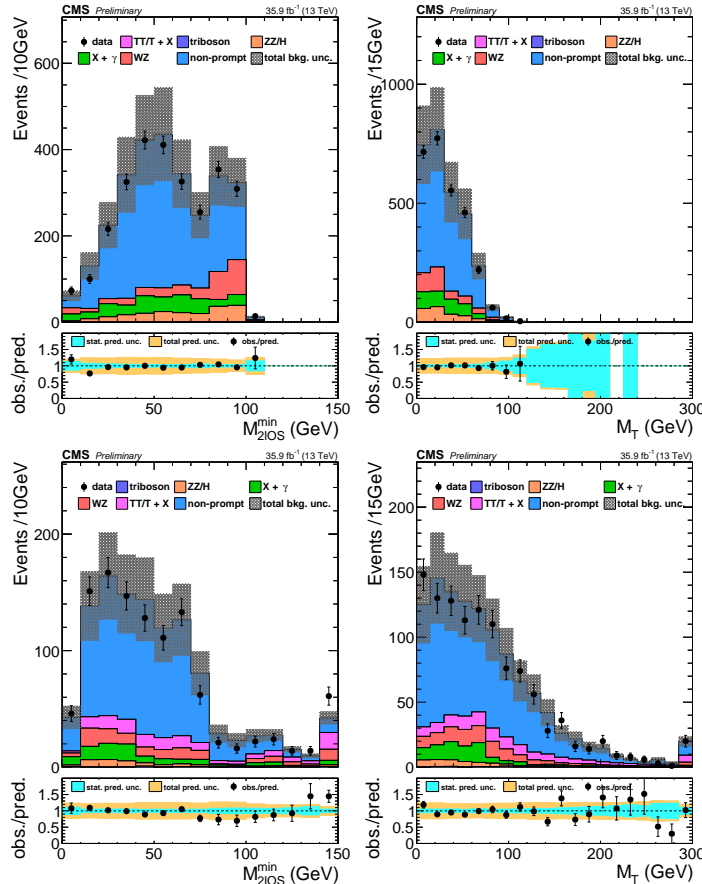 CMS Preliminary 35.9 fb⁻¹ (13 TeV)
data TT/T + X triboson ZZ/H
X + γ WZ non-prompt total bkg. unc.
Events /10GeV
600
400
200
0
stat. pred. unc. total pred. unc. obs./pred.
obs./pred.
1.5
1
0.5
0
0 50 100 150
M_{2lOS}^{min} (GeV)
CMS Preliminary 35.9 fb⁻¹ (13 TeV)
data TT/T + X triboson ZZ/H
X + γ WZ non-prompt total bkg. unc.
Events /15GeV
1000
500
0
stat. pred. unc. total pred. unc. obs./pred.
obs./pred.
1.5
1
0.5
0
0 100 200 300
M_T (GeV)
CMS Preliminary 35.9 fb⁻¹ (13 TeV)
data triboson ZZ/H X + γ
WZ TT/T + X non-prompt total bkg. unc.
Events /10GeV
200
100
0
stat. pred. unc. total pred. unc. obs./pred.
obs./pred.
1.5
1
0.5
0
0 50 100 150
M_{2lOS}^{min} (GeV)
CMS Preliminary 35.9 fb⁻¹ (13 TeV)
data triboson ZZ/H X + γ
WZ TT/T + X non-prompt total bkg. unc.
Events /15GeV
200
150
100
50
0
stat. pred. unc. total pred. unc. obs./pred.
obs./pred.
1.5
1
0.5
0
0 100 200 300
M_T (GeV)